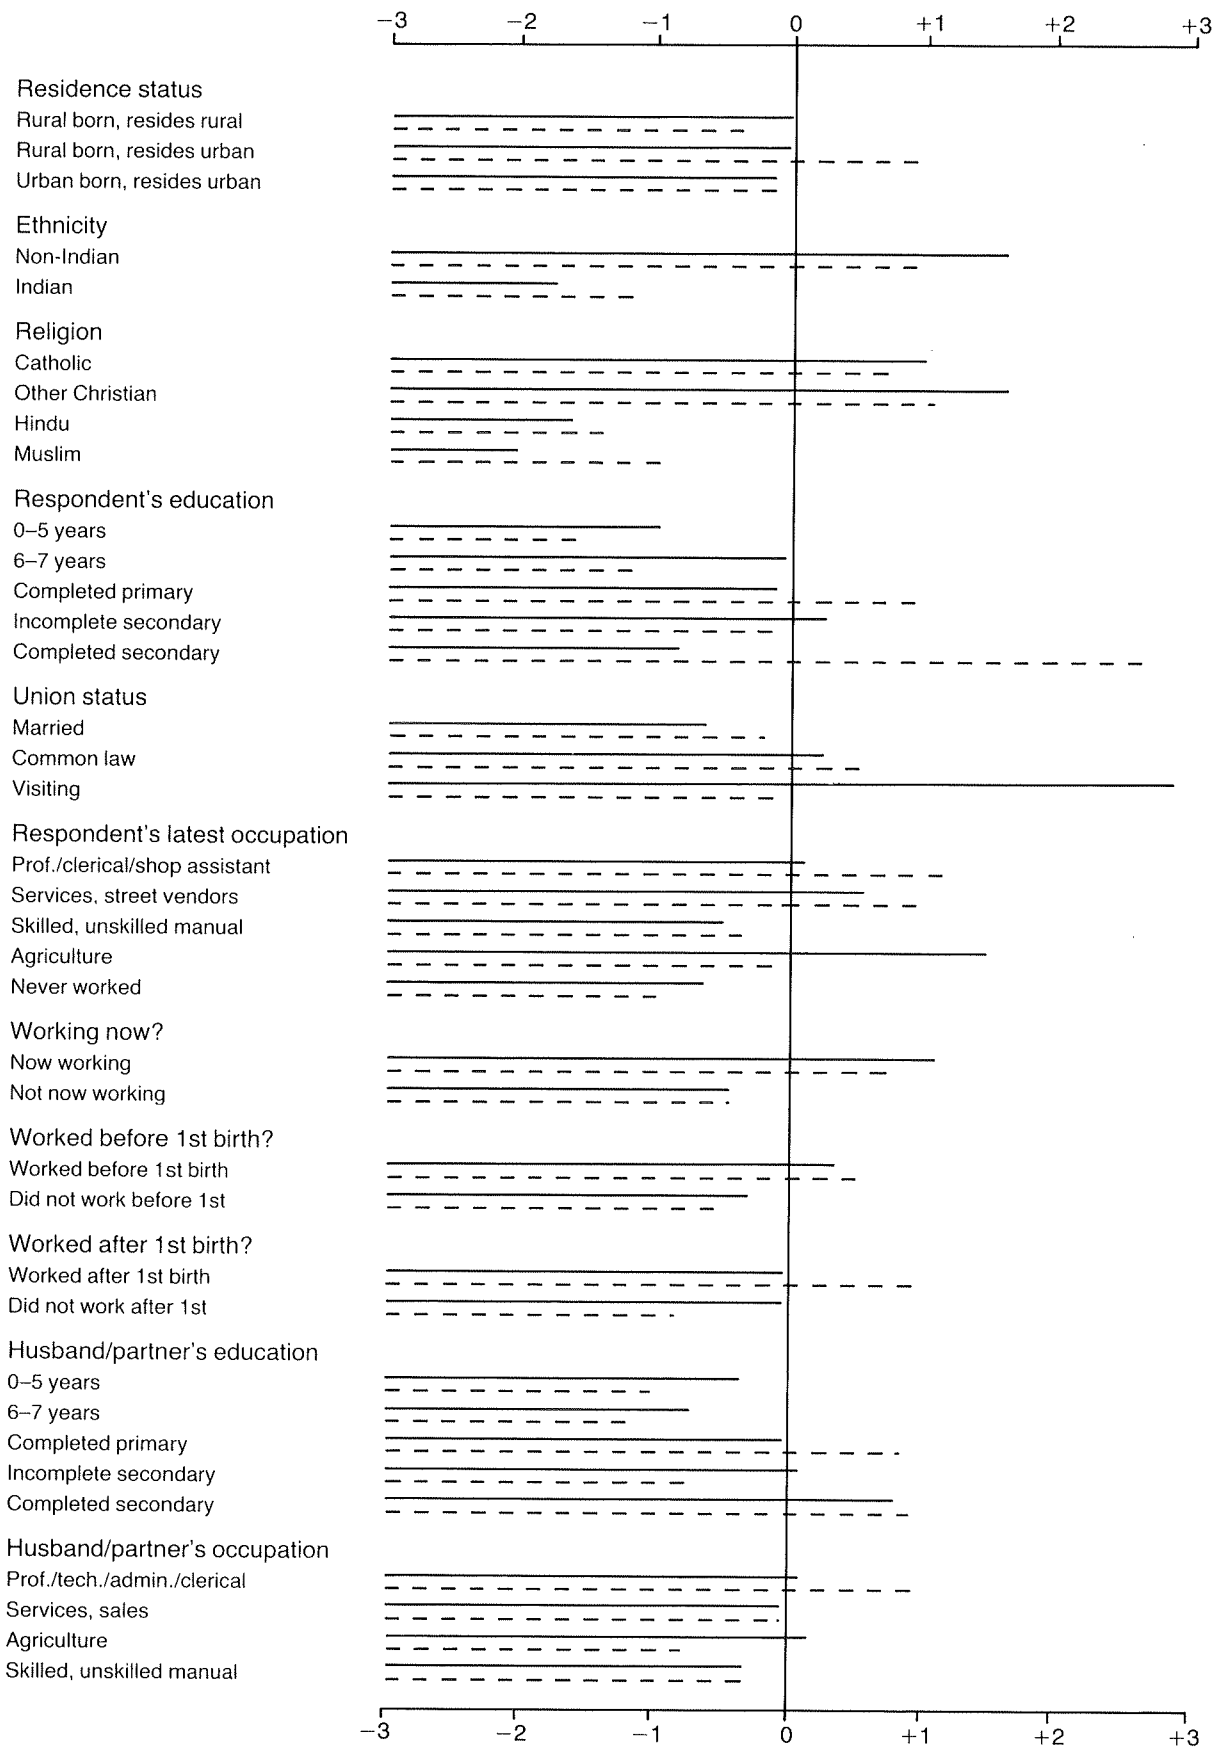 −3 −2 −1 0 +1 +2 +3
Residence status
Rural born, resides rural
Rural born, resides urban
Urban born, resides urban
Ethnicity
Non-Indian
Indian
Religion
Catholic
Other Christian
Hindu
Muslim
Respondent's education
0–5 years
6–7 years
Completed primary
Incomplete secondary
Completed secondary
Union status
Married
Common law
Visiting
Respondent's latest occupation
Prof./clerical/shop assistant
Services, street vendors
Skilled, unskilled manual
Agriculture
Never worked
Working now?
Now working
Not now working
Worked before 1st birth?
Worked before 1st birth
Did not work before 1st
Worked after 1st birth?
Worked after 1st birth
Did not work after 1st
Husband/partner's education
0–5 years
6–7 years
Completed primary
Incomplete secondary
Completed secondary
Husband/partner's occupation
Prof./tech./admin./clerical
Services, sales
Agriculture
Skilled, unskilled manual
−3 −2 −1 0 +1 +2 +3